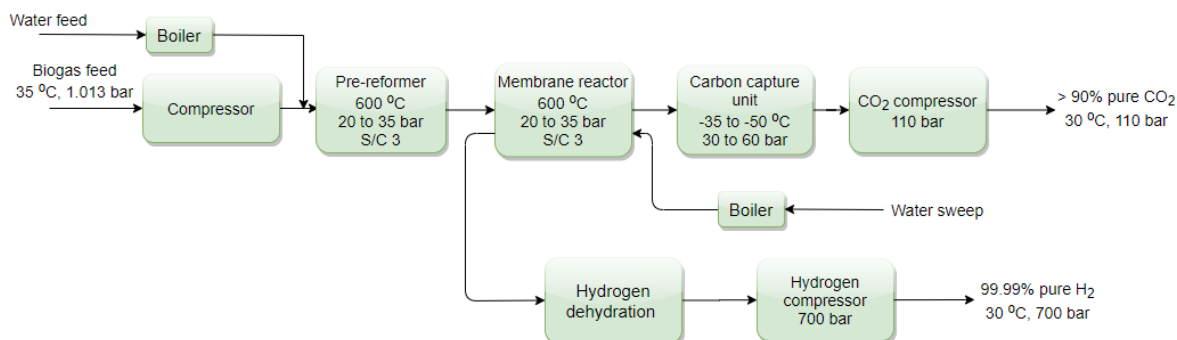 Water feed
Boiler
Biogas feed
35 ⁰C, 1.013 bar
Compressor
Pre-reformer
600 ⁰C
20 to 35 bar
S/C 3
Membrane reactor
600 ⁰C
20 to 35 bar
S/C 3
Carbon capture
unit
-35 to -50 ⁰C
30 to 60 bar
CO₂ compressor
110 bar
> 90% pure CO₂
30 ⁰C, 110 bar
Boiler
Water sweep
Hydrogen
dehydration
Hydrogen
compressor
700 bar
99.99% pure H₂
30 ⁰C, 700 bar